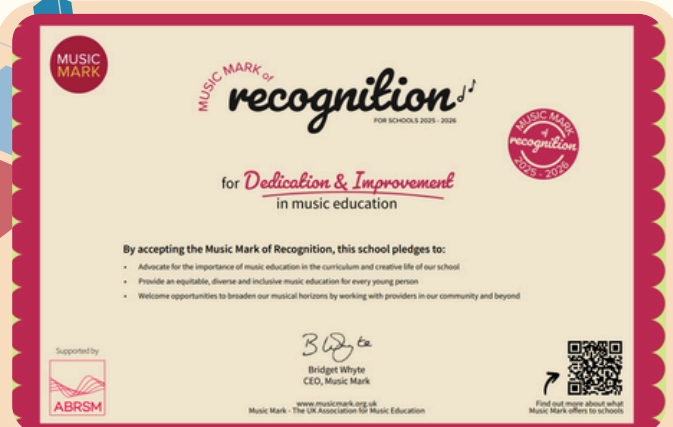 MUSIC
MARK
MUSIC MARK of
recognition
FOR SCHOOLS 2025 - 2026
MUSIC MARK
of
recognition
2025 - 2026
for Dedication & Improvement
in music education
By accepting the Music Mark of Recognition, this school pledges to:
• Advocate for the importance of music education in the curriculum and creative life of our school
• Provide an equitable, diverse and inclusive music education for every young person
• Welcome opportunities to broaden our musical horizons by working with providers in our community and beyond
B Whyte
Bridget Whyte
CEO, Music Mark
Supported by
ABRSM
www.musicmark.org.uk
Music Mark - The UK Association for Music Education
Find out more about what
Music Mark offers to schools